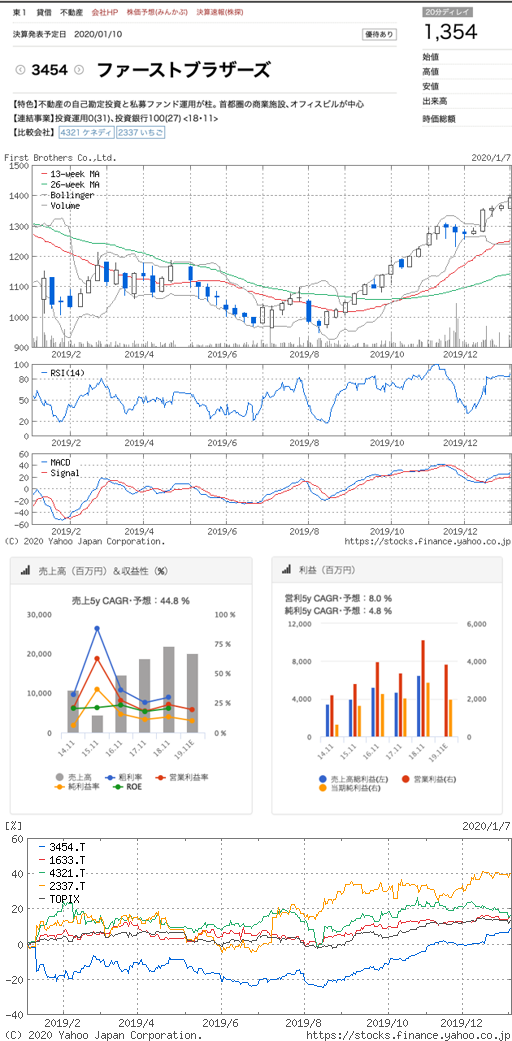 東1 貸借 不動産 会社HP 株価予想(みんかぶ) 決算速報(株探)
20分ディレイ
決算発表予定日 2020/01/10
優待あり
1,354
始値
3454 ファーストブラザーズ
高値
安値
【特色】不動産の自己勘定投資と私募ファンド運用が柱。首都圏の商業施設、オフィスビルが中心
出来高
【連結事業】投資運用0(31)、投資銀行100(27) <18・11>
時価総額
【比較会社】 4321 ケネディ 2337 いちご
First Brothers Co.,Ltd.
2020/1/7
1500
1400
1300
1200
1100
1000
900
13-week MA
26-week MA
Bollinger
Volume
2019/2 2019/4 2019/6 2019/8 2019/10 2019/12
100
80
50
20
0
RSI(14)
2019/2 2019/4 2019/6 2019/8 2019/10 2019/12
60
40
20
0
-20
-40
-60
MACD
Signal
2019/2 2019/4 2019/6 2019/8 2019/10 2019/12
(C) 2020 Yahoo Japan Corporation.
https://stocks.finance.yahoo.co.jp
売上高（百万円）＆収益性（%）
売上5y CAGR・予想：44.8 %
30,000
20,000
10,000
0
100 %
75 %
50 %
25 %
0 %
14.11 15.11 16.11 17.11 18.11 19.11E
売上高 粗利率 営業利益率
純利益率 ROE
利益（百万円）
営利5y CAGR・予想：8.0 %
純利5y CAGR・予想：4.8 %
12,000
8,000
4,000
0
6,000
4,000
2,000
0
14.11 15.11 16.11 17.11 18.11 19.11E
売上高総利益(左) 営業利益(右)
当期純利益(右)
[%]
2020/1/7
60
40
20
0
-20
-40
3454.T
1633.T
4321.T
2337.T
TOPIX
2019/2 2019/4 2019/6 2019/8 2019/10 2019/12
(C) 2020 Yahoo Japan Corporation.
https://stocks.finance.yahoo.co.jp